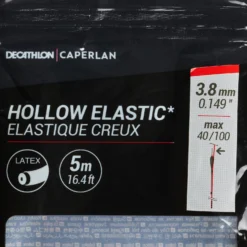 DECATHLON | CAPERLAN
3.8 mm
0.149"
max
40/100
HOLLOW ELASTIC*
ELASTIQUE CREUX
LATEX
5m
16.4 ft